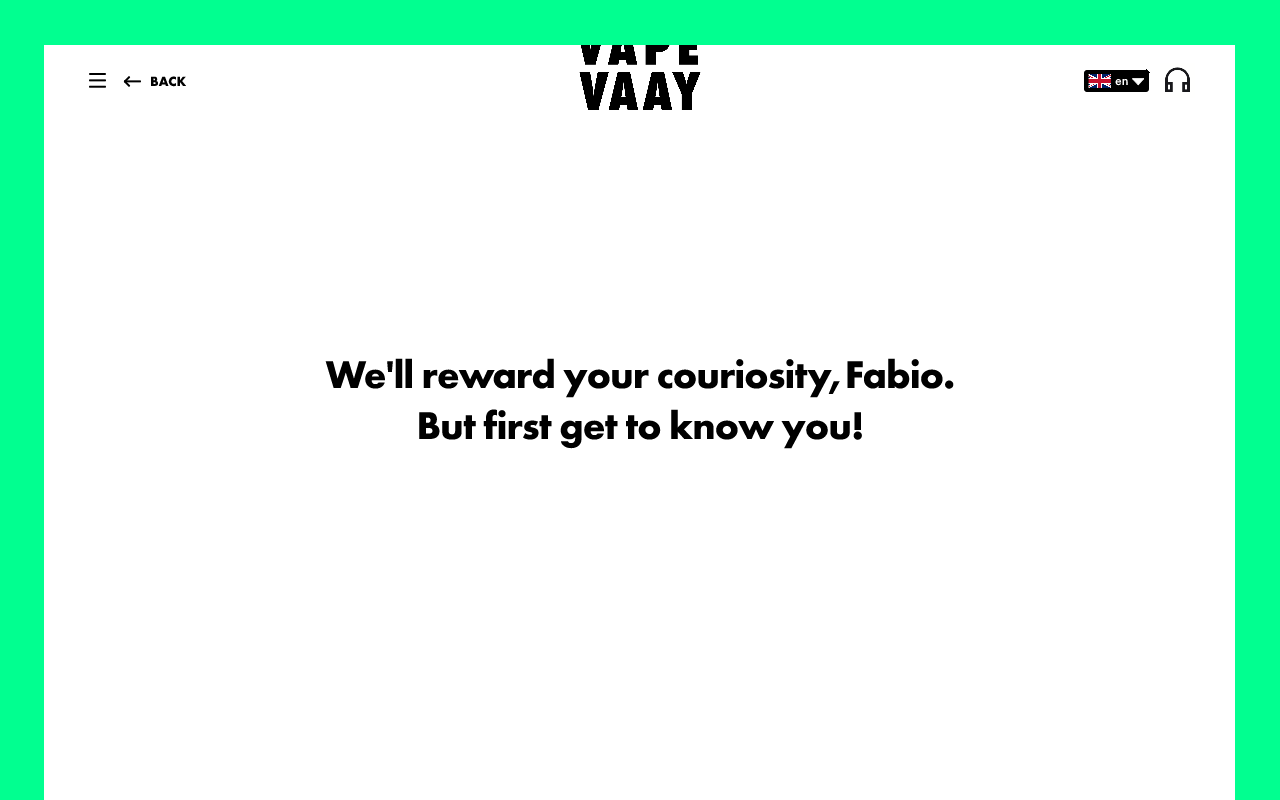 VAPE
VAAY
BACK
en
We'll reward your couriosity, Fabio.
But first get to know you!